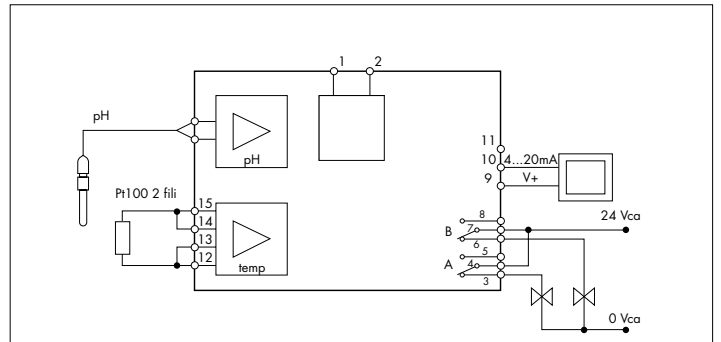 1 2
pH
pH
11
10 4...20mA
9 V+
Pt100 2 fili
15
14
13
12
temp
8
B 7
6
24 Vca
5
A 4
3
0 Vca